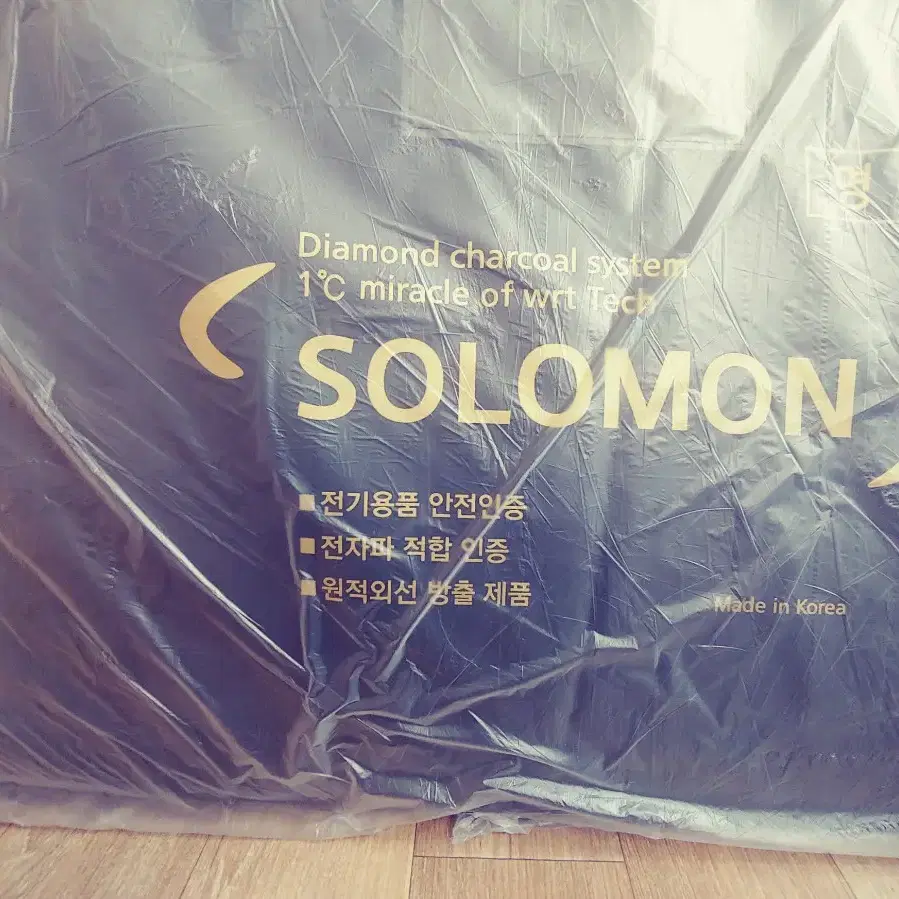 명
Diamond charcoal system
1℃ miracle of wrt Tech
SOLOMON
■전기용품 안전인증
■전자파 적합 인증
■원적외선 방출 제품
Made in Korea